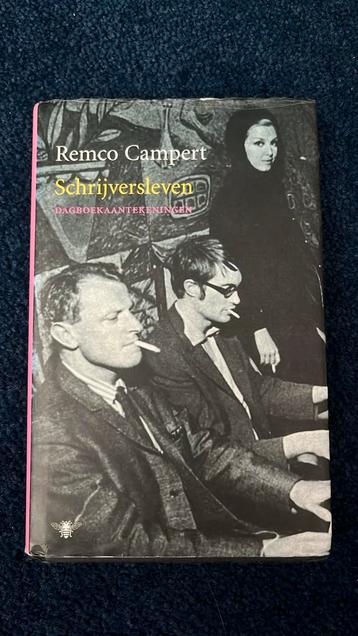 Remco Campert
Schrijversleven
DAGBOEKAANTEKENINGEN